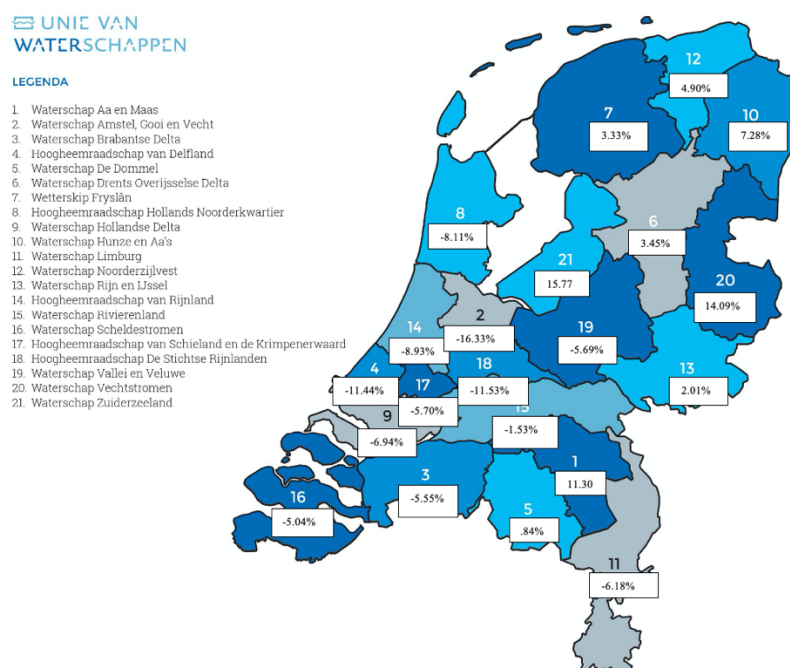 UNIE VAN
WATERSCHAPPEN
LEGENDA
1. Waterschap Aa en Maas
2. Waterschap Amstel, Gooi en Vecht
3. Waterschap Brabantse Delta
4. Hoogheemraadschap van Delfland
5. Waterschap De Dommel
6. Waterschap Drents Overijsselse Delta
7. Wetterskip Fryslân
8. Hoogheemraadschap Hollands Noorderkwartier
9. Waterschap Hollandse Delta
10. Waterschap Hunze en Aa's
11. Waterschap Limburg
12. Waterschap Noorderzijlvest
13. Waterschap Rijn en IJssel
14. Hoogheemraadschap van Rijnland
15. Waterschap Rivierenland
16. Waterschap Scheldestromen
17. Hoogheemraadschap van Schieland en de Krimpenerwaard
18. Hoogheemraadschap De Stichtse Rijnlanden
19. Waterschap Vallei en Veluwe
20. Waterschap Vechtstromen
21. Waterschap Zuiderzeeland
12
4.90%
7
3.33%
10
7.28%
8
-8.11%
6
3.45%
21
15.77
20
14.09%
2
-16.33%
14
-8.93%
19
-5.69%
4
-11.44%
17
-5.70%
18
-11.53%
13
2.01%
9
-6.94%
15
-1.53%
3
-5.55%
1
11.30
16
-5.04%
5
.84%
11
-6.18%